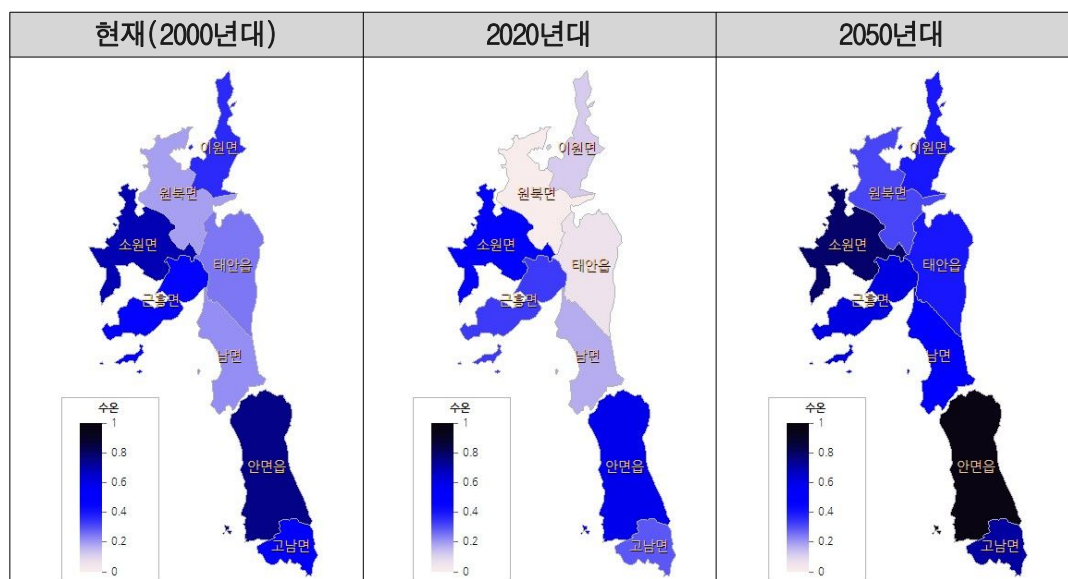 현재(2000년대)
2020년대
2050년대
이원면
원북면
소원면
태안읍
근흥면
남면
안면읍
고남면
수온
1
0.8
0.6
0.4
0.2
0
이원면
원북면
소원면
태안읍
근흥면
남면
안면읍
고남면
수온
1
0.8
0.6
0.4
0.2
0
이원면
원북면
소원면
태안읍
근흥면
남면
안면읍
고남면
수온
1
0.8
0.6
0.4
0.2
0